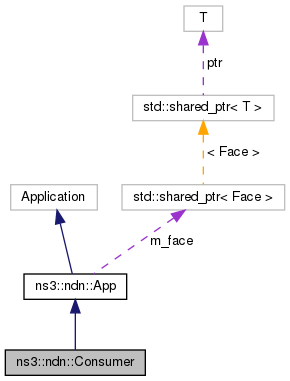 T
ptr
std::shared_ptr< T >
< Face >
Application
std::shared_ptr< Face >
m_face
ns3::ndn::App
ns3::ndn::Consumer